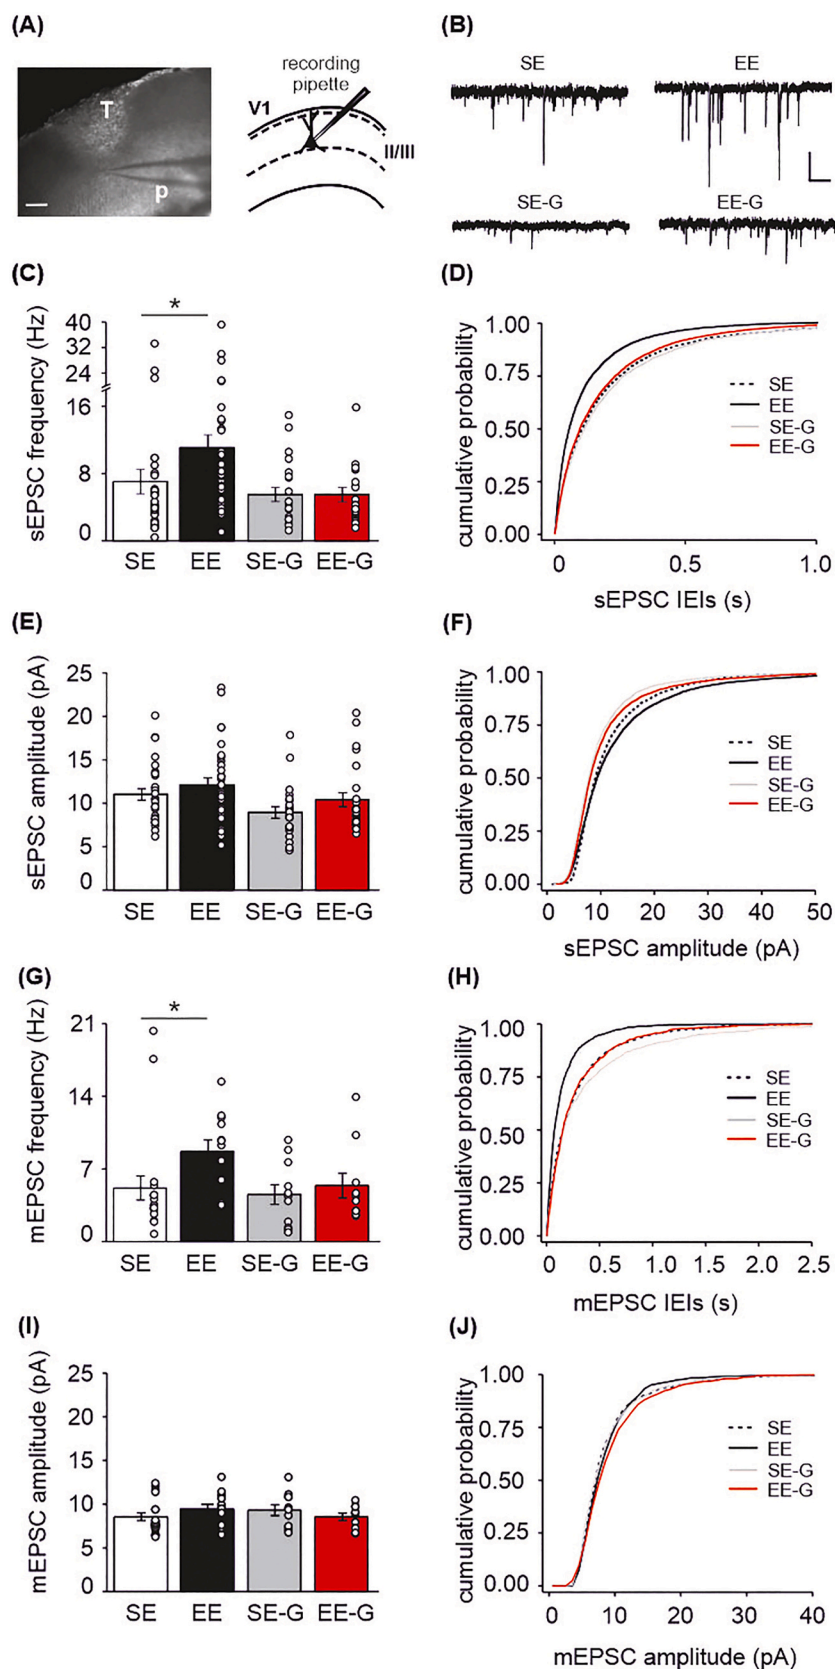 (A)
T
p
recording
pipette
V1
II/III
(B)
SE
EE
SE-G
EE-G
(C)
sEPSC frequency (Hz)
40
32
24
16
8
0
*
SE
EE
SE-G
EE-G
(D)
cumulative probability
1.00
0.75
0.50
0.25
0.00
SE
EE
SE-G
EE-G
0
0.5
1.0
sEPSC IEIs (s)
(E)
sEPSC amplitude (pA)
25
20
15
10
5
0
SE
EE
SE-G
EE-G
(F)
cumulative probability
1.00
0.75
0.50
0.25
0.00
SE
EE
SE-G
EE-G
0
10
20
30
40
50
sEPSC amplitude (pA)
(G)
mEPSC frequency (Hz)
21
14
7
0
*
SE
EE
SE-G
EE-G
(H)
cumulative probability
1.00
0.75
0.50
0.25
0.00
SE
EE
SE-G
EE-G
0
0.5
1.0
1.5
2.0
2.5
mEPSC IEIs (s)
(I)
mEPSC amplitude (pA)
25
20
15
10
5
0
SE
EE
SE-G
EE-G
(J)
cumulative probability
1.00
0.75
0.50
0.25
0.00
SE
EE
SE-G
EE-G
0
10
20
30
40
mEPSC amplitude (pA)